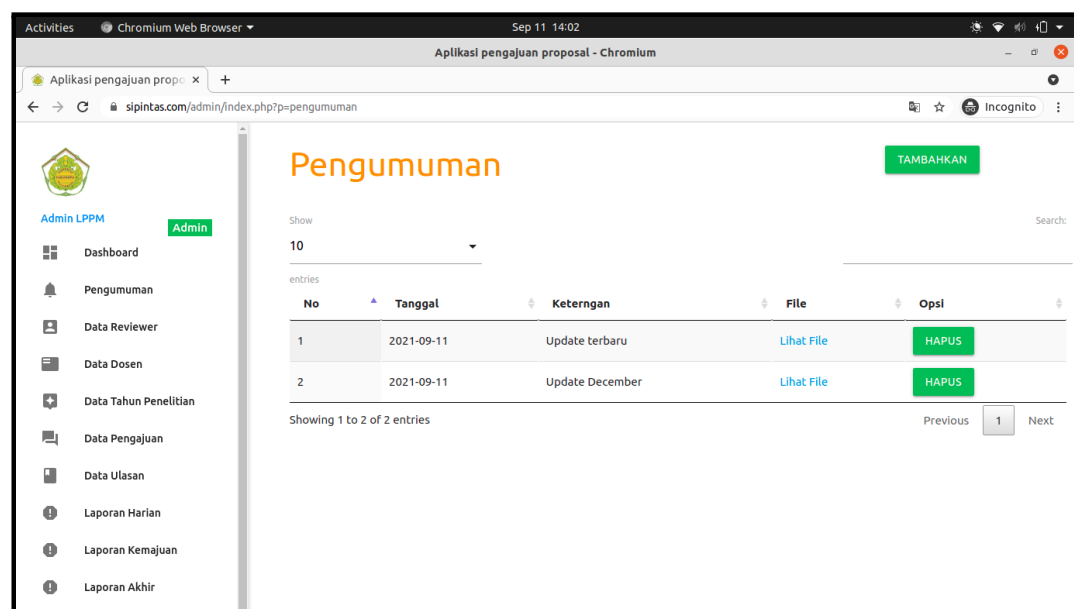 Activities Chromium Web Browser Sep 11 14:02
Aplikasi pengajuan proposal - Chromium
Aplikasi pengajuan propo
sipintas.com/admin/index.php?p=pengumuman Incognito
Pengumuman TAMBAHKAN
Admin LPPM
Admin
Dashboard
Pengumuman
Data Reviewer
Data Dosen
Data Tahun Penelitian
Data Pengajuan
Data Ulasan
Laporan Harian
Laporan Kemajuan
Laporan Akhir
Show Search:
10
entries
No Tanggal Keterngan File Opsi
1 2021-09-11 Update terbaru Lihat File HAPUS
2 2021-09-11 Update December Lihat File HAPUS
Showing 1 to 2 of 2 entries Previous 1 Next